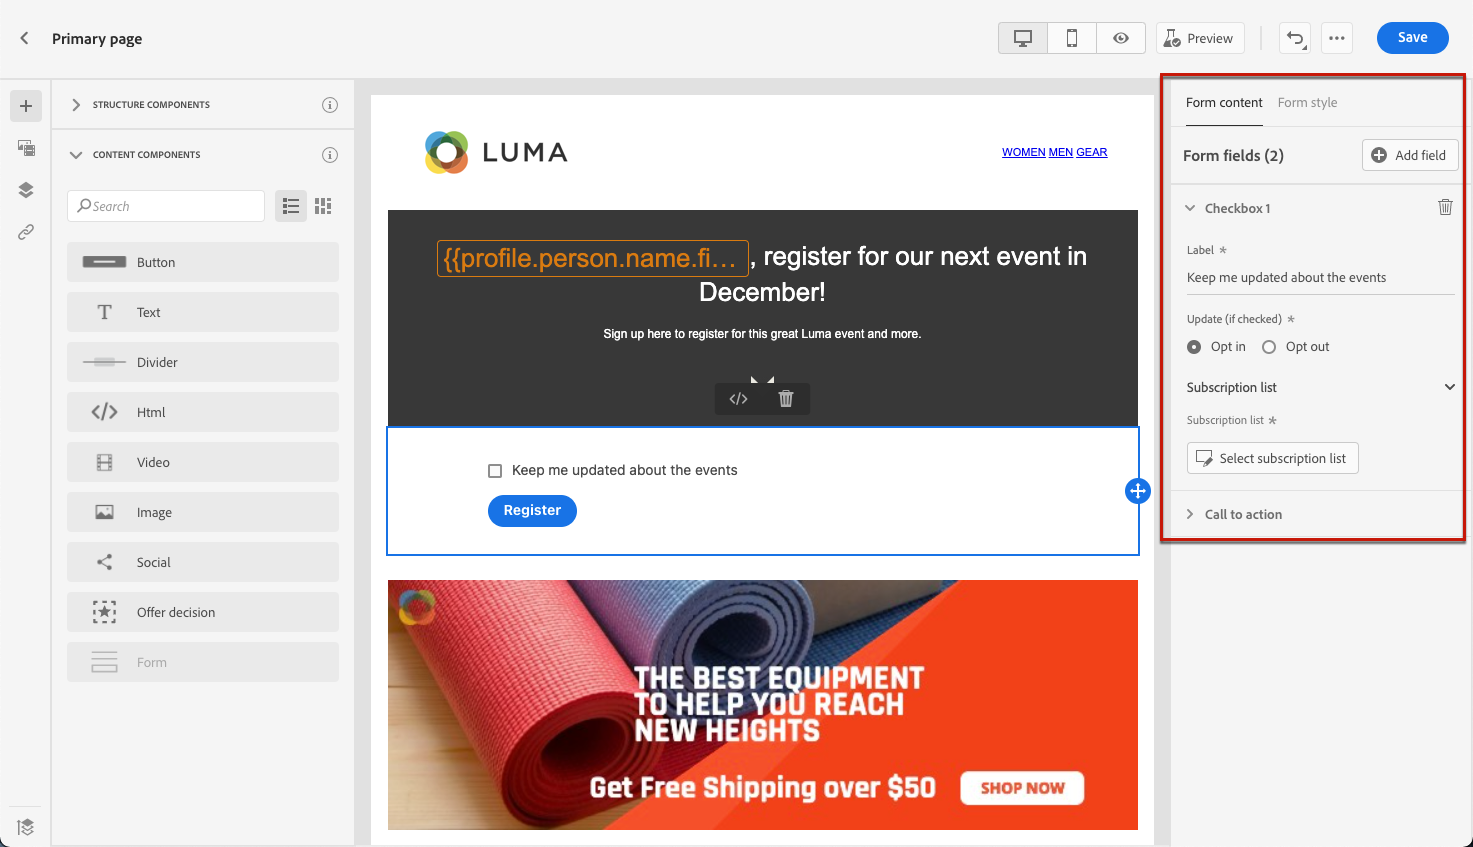 Primary page
Preview
Save
STRUCTURE COMPONENTS
CONTENT COMPONENTS
Search
Button
Text
Divider
Html
Video
Image
Social
Offer decision
Form
LUMA
WOMEN MEN GEAR
{{profile.person.name.fi... , register for our next event in
December!
Sign up here to register for this great Luma event and more.
Keep me updated about the events
Register
THE BEST EQUIPMENT
TO HELP YOU REACH
NEW HEIGHTS
Get Free Shipping over $50
SHOP NOW
Form content Form style
Form fields (2)
Add field
Checkbox 1
Label *
Keep me updated about the events
Update (if checked) *
Opt in Opt out
Subscription list
Subscription list *
Select subscription list
Call to action